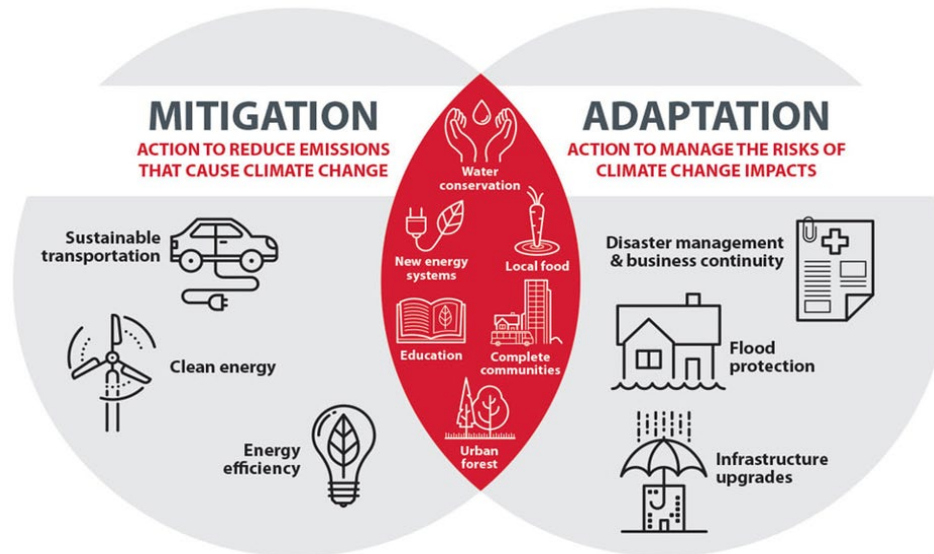 MITIGATION
ACTION TO REDUCE EMISSIONS
THAT CAUSE CLIMATE CHANGE
Sustainable
transportation
Clean energy
Energy
efficiency
Water
conservation
New energy
systems
Local food
Education
Complete
communities
Urban
forest
ADAPTATION
ACTION TO MANAGE THE RISKS OF
CLIMATE CHANGE IMPACTS
Disaster management
& business continuity
Flood
protection
Infrastructure
upgrades